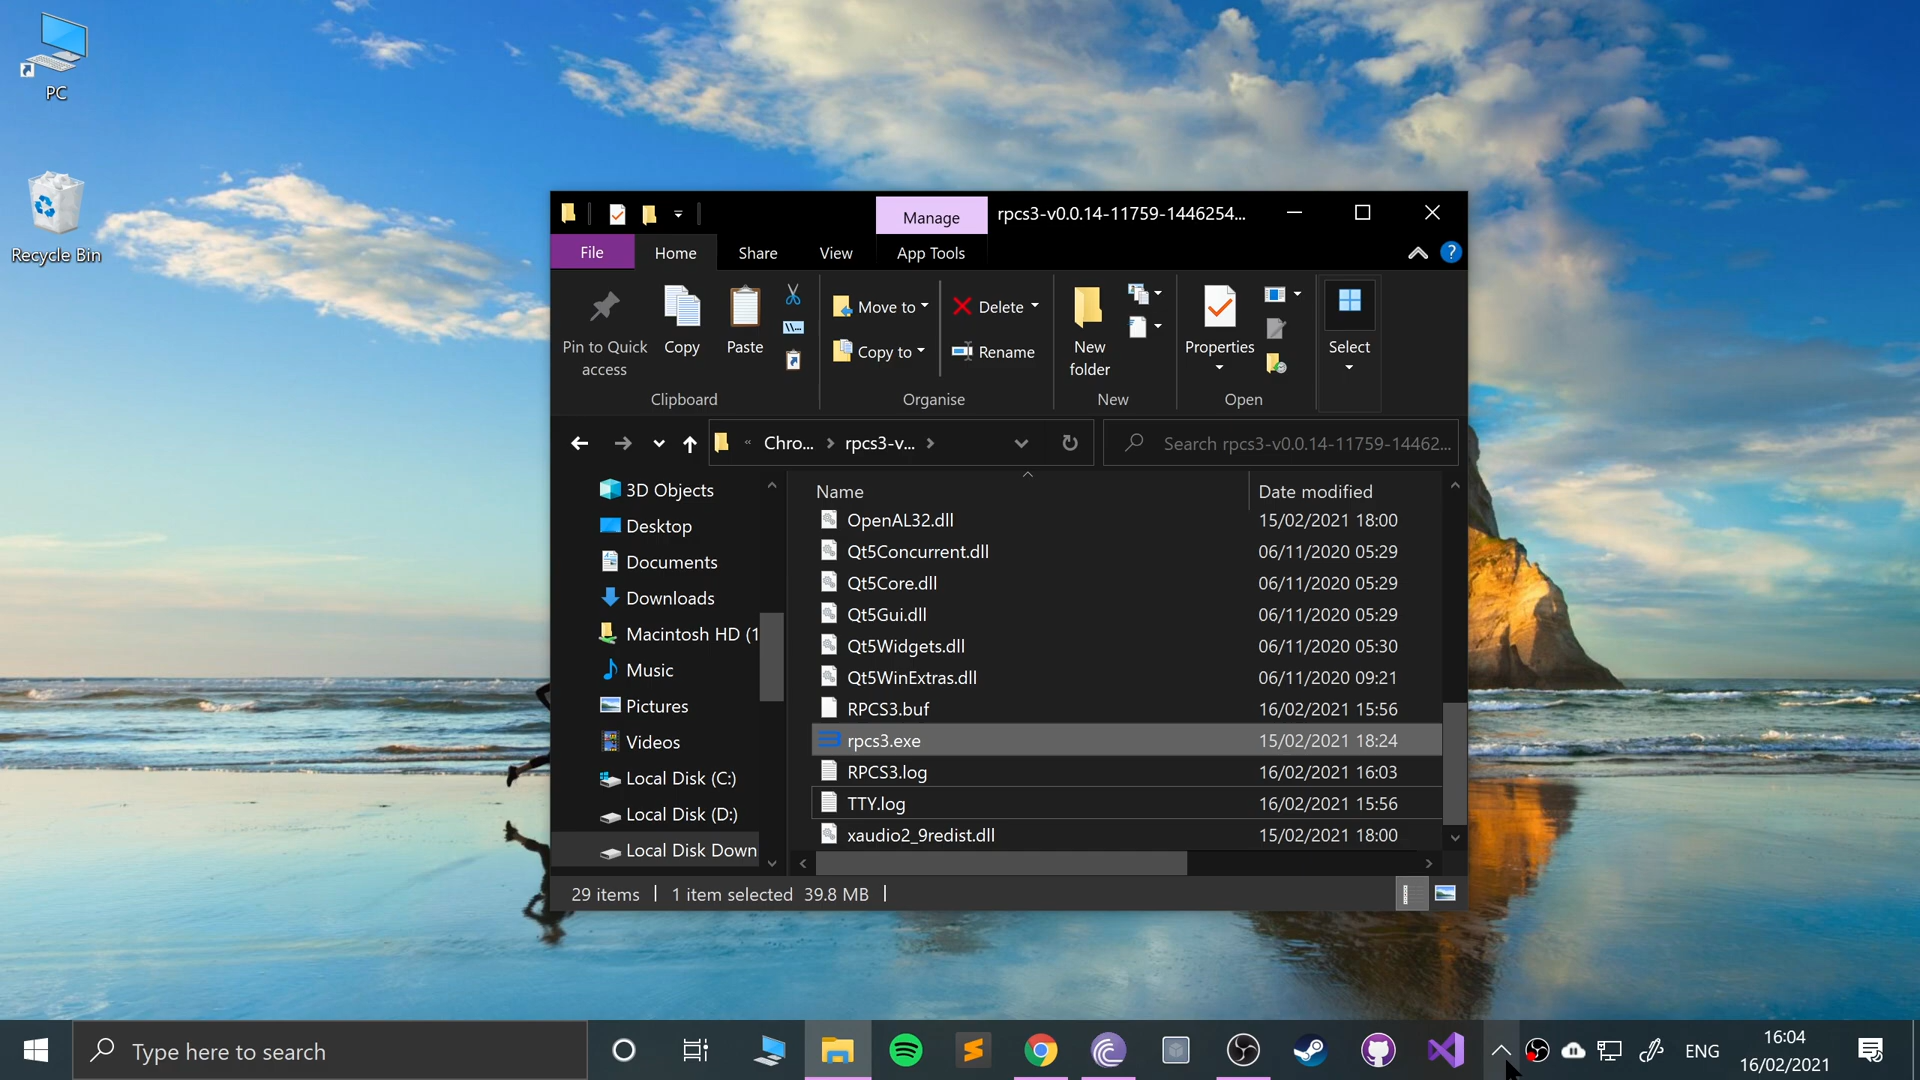 PC
Recycle Bin
Manage
rpcs3-v0.0.14-11759-1446254...
File
Home
Share
View
App Tools
Pin to Quick access
Copy
Paste
Move to
Copy to
Delete
Rename
New folder
Properties
Select
Clipboard
Organise
New
Open
« Chro... > rpcs3-v... >
Search rpcs3-v0.0.14-11759-14462...
3D Objects
Desktop
Documents
Downloads
Macintosh HD (1
Music
Pictures
Videos
Local Disk (C:)
Local Disk (D:)
Local Disk Down
Name Date modified
OpenAL32.dll 15/02/2021 18:00
Qt5Concurrent.dll 06/11/2020 05:29
Qt5Core.dll 06/11/2020 05:29
Qt5Gui.dll 06/11/2020 05:29
Qt5Widgets.dll 06/11/2020 05:30
Qt5WinExtras.dll 06/11/2020 09:21
RPCS3.buf 16/02/2021 15:56
rpcs3.exe 15/02/2021 18:24
RPCS3.log 16/02/2021 16:03
TTY.log 16/02/2021 15:56
xaudio2_9redist.dll 15/02/2021 18:00
29 items
1 item selected 39.8 MB
Type here to search
ENG
16:04
16/02/2021